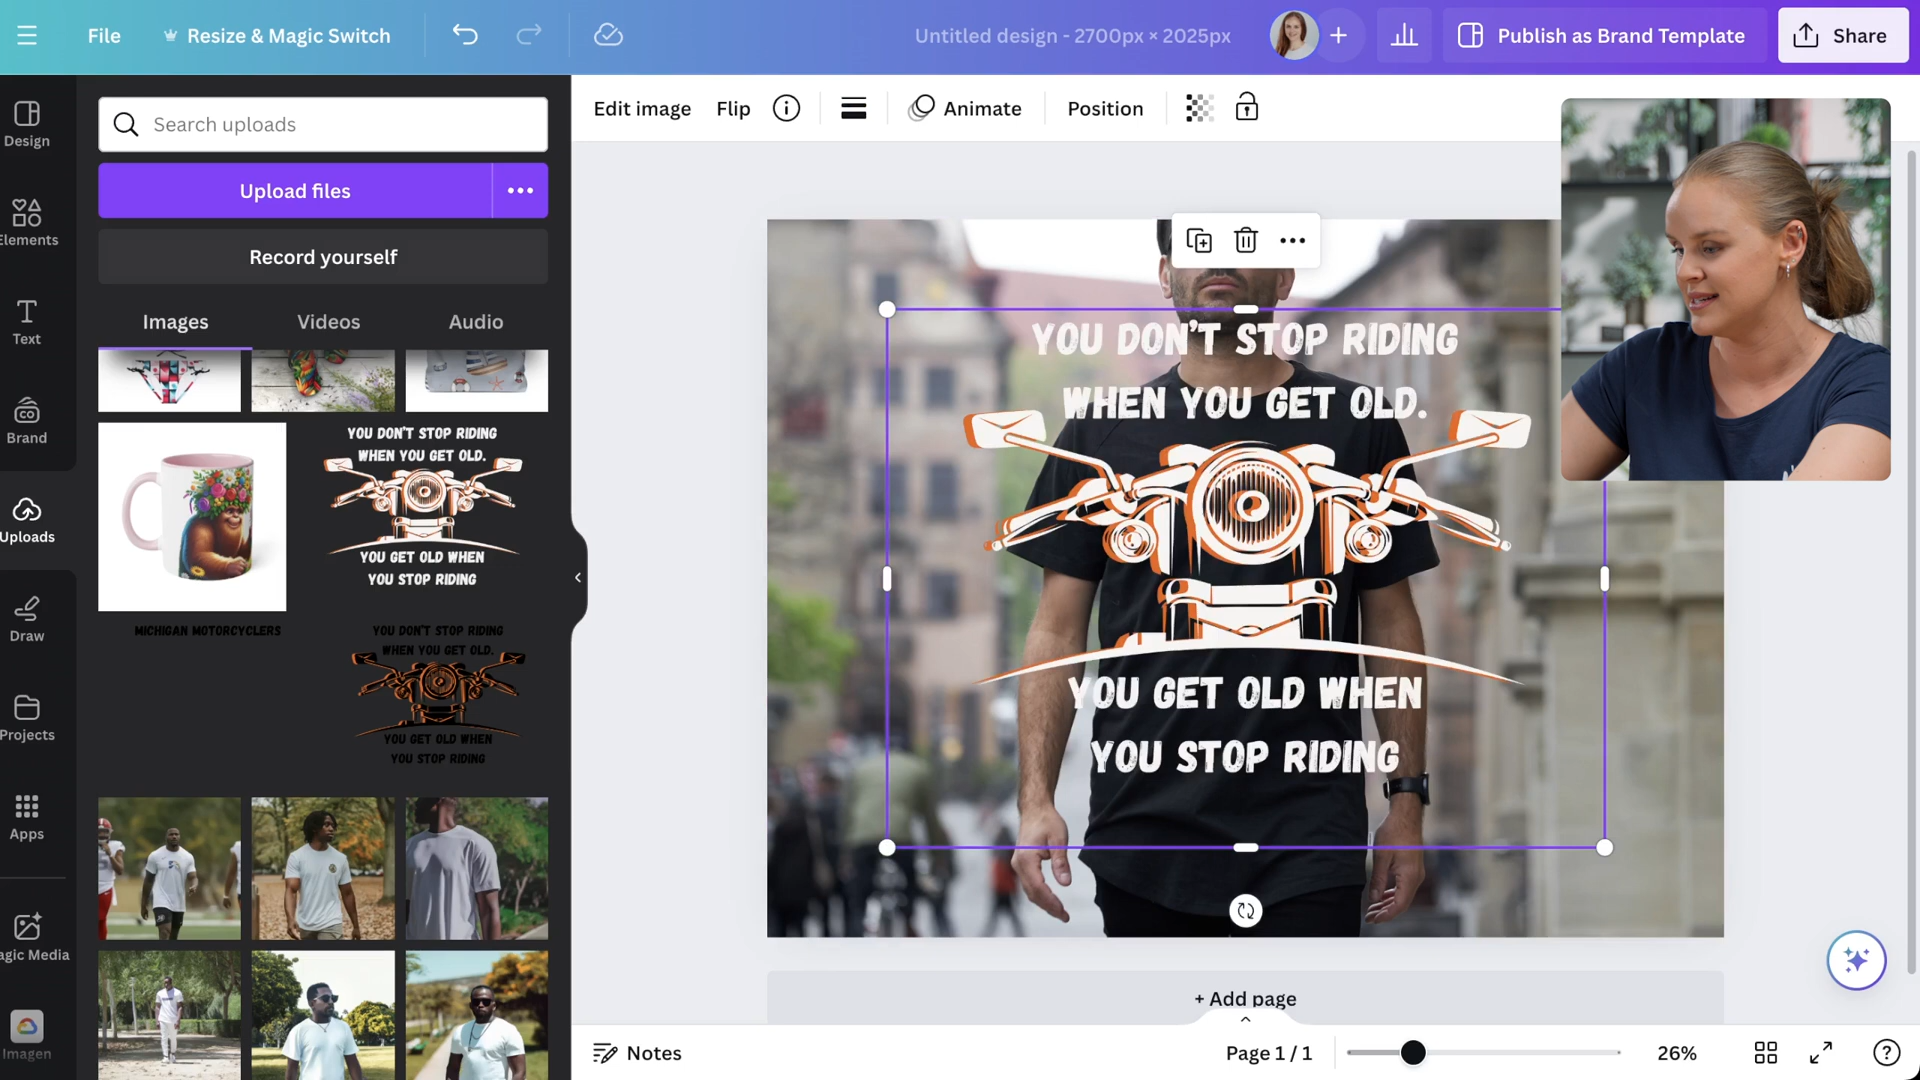 File
Resize & Magic Switch
Untitled design - 2700px × 2025px
Publish as Brand Template
Share
Design
Elements
Text
Brand
Uploads
Draw
Projects
Apps
agic Media
Imagen
Search uploads
Upload files
Record yourself
Images
Videos
Audio
YOU DON'T STOP RIDING
WHEN YOU GET OLD.
YOU GET OLD WHEN
YOU STOP RIDING
MICHIGAN MOTORCYCLERS
YOU DON'T STOP RIDING
WHEN YOU GET OLD.
YOU GET OLD WHEN
YOU STOP RIDING
Edit image
Flip
Animate
Position
YOU DON'T STOP RIDING
WHEN YOU GET OLD.
YOU GET OLD WHEN
YOU STOP RIDING
+ Add page
Notes
Page 1 / 1
26%